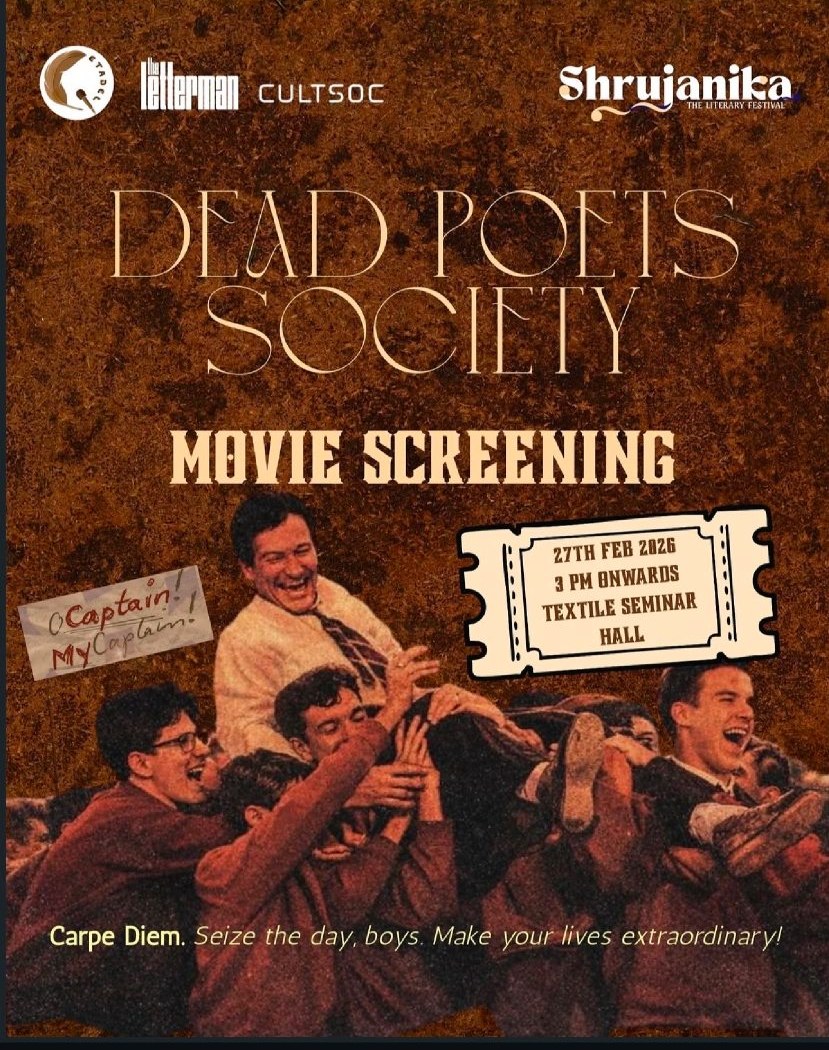 CITADEL
the
letterman
CULTSOC
Shrujanika
THE LITERARY FESTIVAL
DEAD POETS
SOCIETY
MOVIE SCREENING
27TH FEB 2026
3 PM ONWARDS
TEXTILE SEMINAR
HALL
O Captain!
My Captain!
Carpe Diem. Seize the day, boys. Make your lives extraordinary!